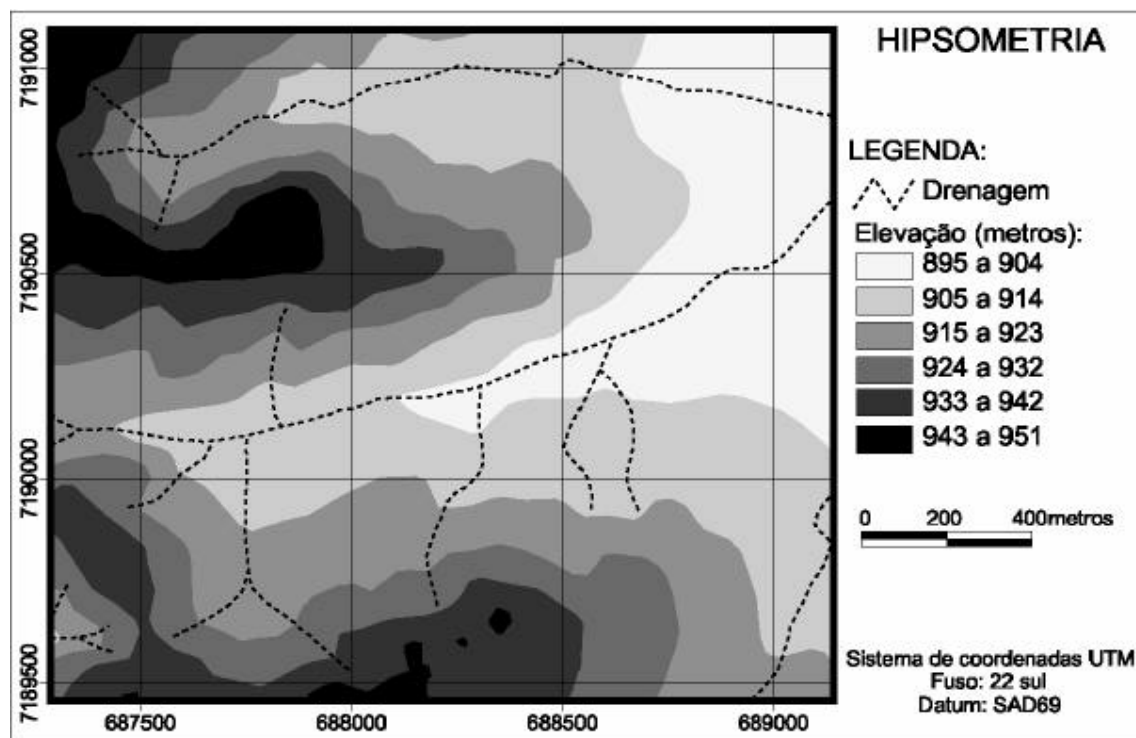 HIPSOMETRIA
LEGENDA:
Drenagem
Elevação (metros):
895 a 904
905 a 914
915 a 923
924 a 932
933 a 942
943 a 951
0 200 400metros
Sistema de coordenadas UTM
Fuso: 22 sul
Datum: SAD69
7191000
7190500
7190000
7189500
687500 688000 688500 689000